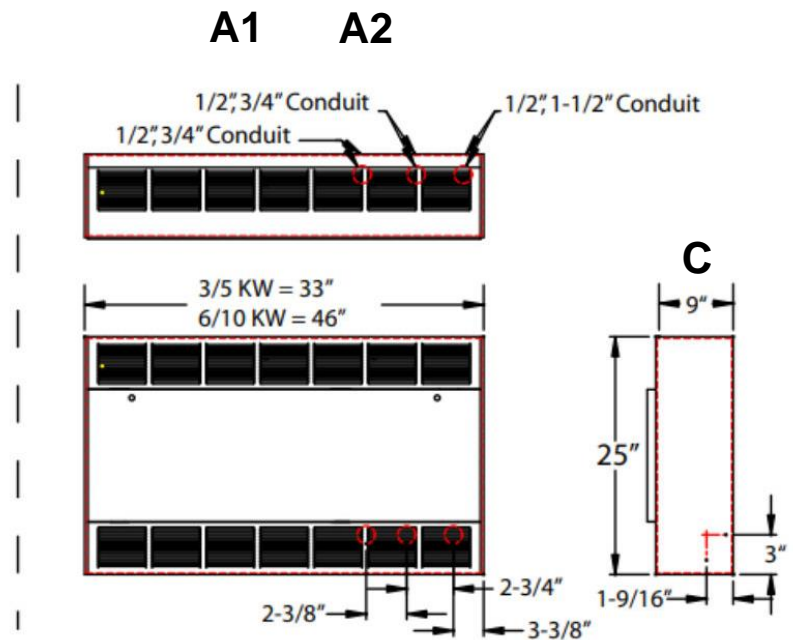 A1 A2
1/2",3/4" Conduit
1/2",1-1/2" Conduit
1/2",3/4" Conduit
C
3/5 KW = 33"
9"
6/10 KW = 46"
25"
3"
2-3/4"
1-9/16"
2-3/8"
3-3/8"